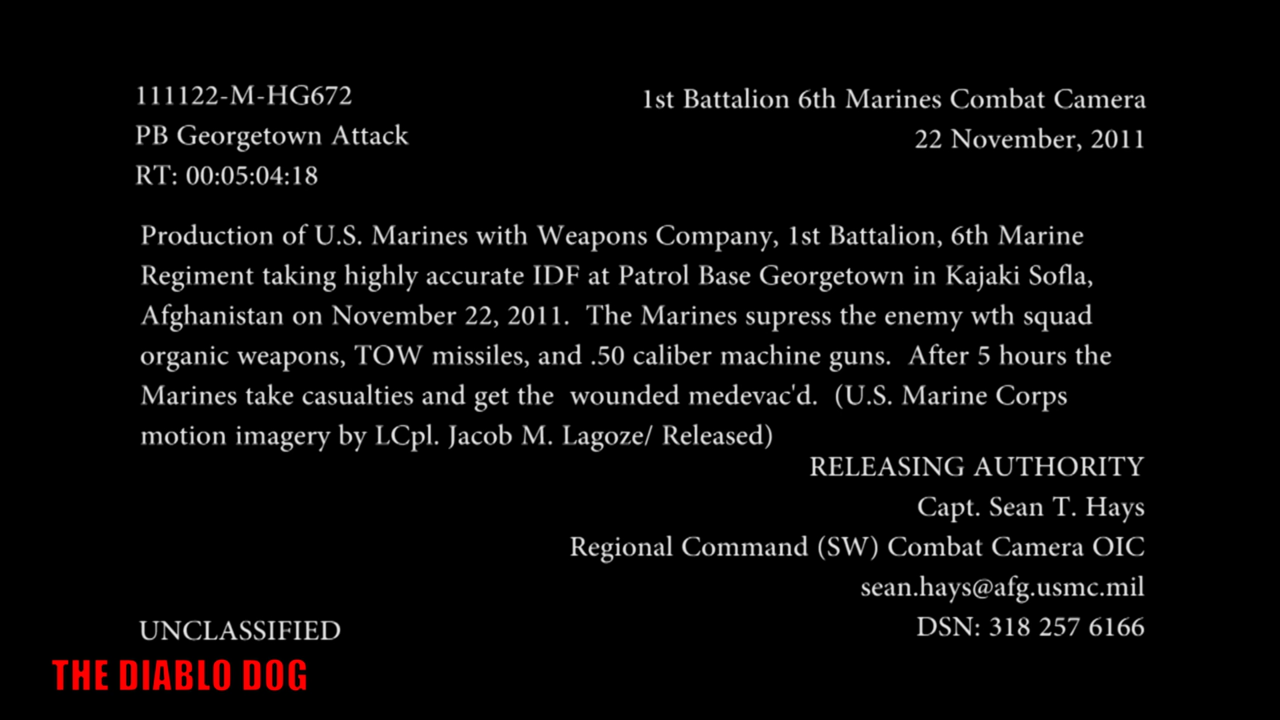 111122-M-HG672
PB Georgetown Attack
RT: 00:05:04:18
1st Battalion 6th Marines Combat Camera
22 November, 2011
Production of U.S. Marines with Weapons Company, 1st Battalion, 6th Marine
Regiment taking highly accurate IDF at Patrol Base Georgetown in Kajaki Sofla,
Afghanistan on November 22, 2011.  The Marines supress the enemy wth squad
organic weapons, TOW missiles, and .50 caliber machine guns.  After 5 hours the
Marines take casualties and get the  wounded medevac'd.  (U.S. Marine Corps
motion imagery by LCpl. Jacob M. Lagoze/ Released)
RELEASING AUTHORITY
Capt. Sean T. Hays
Regional Command (SW) Combat Camera OIC
sean.hays@afg.usmc.mil
DSN: 318 257 6166
UNCLASSIFIED
THE DIABLO DOG